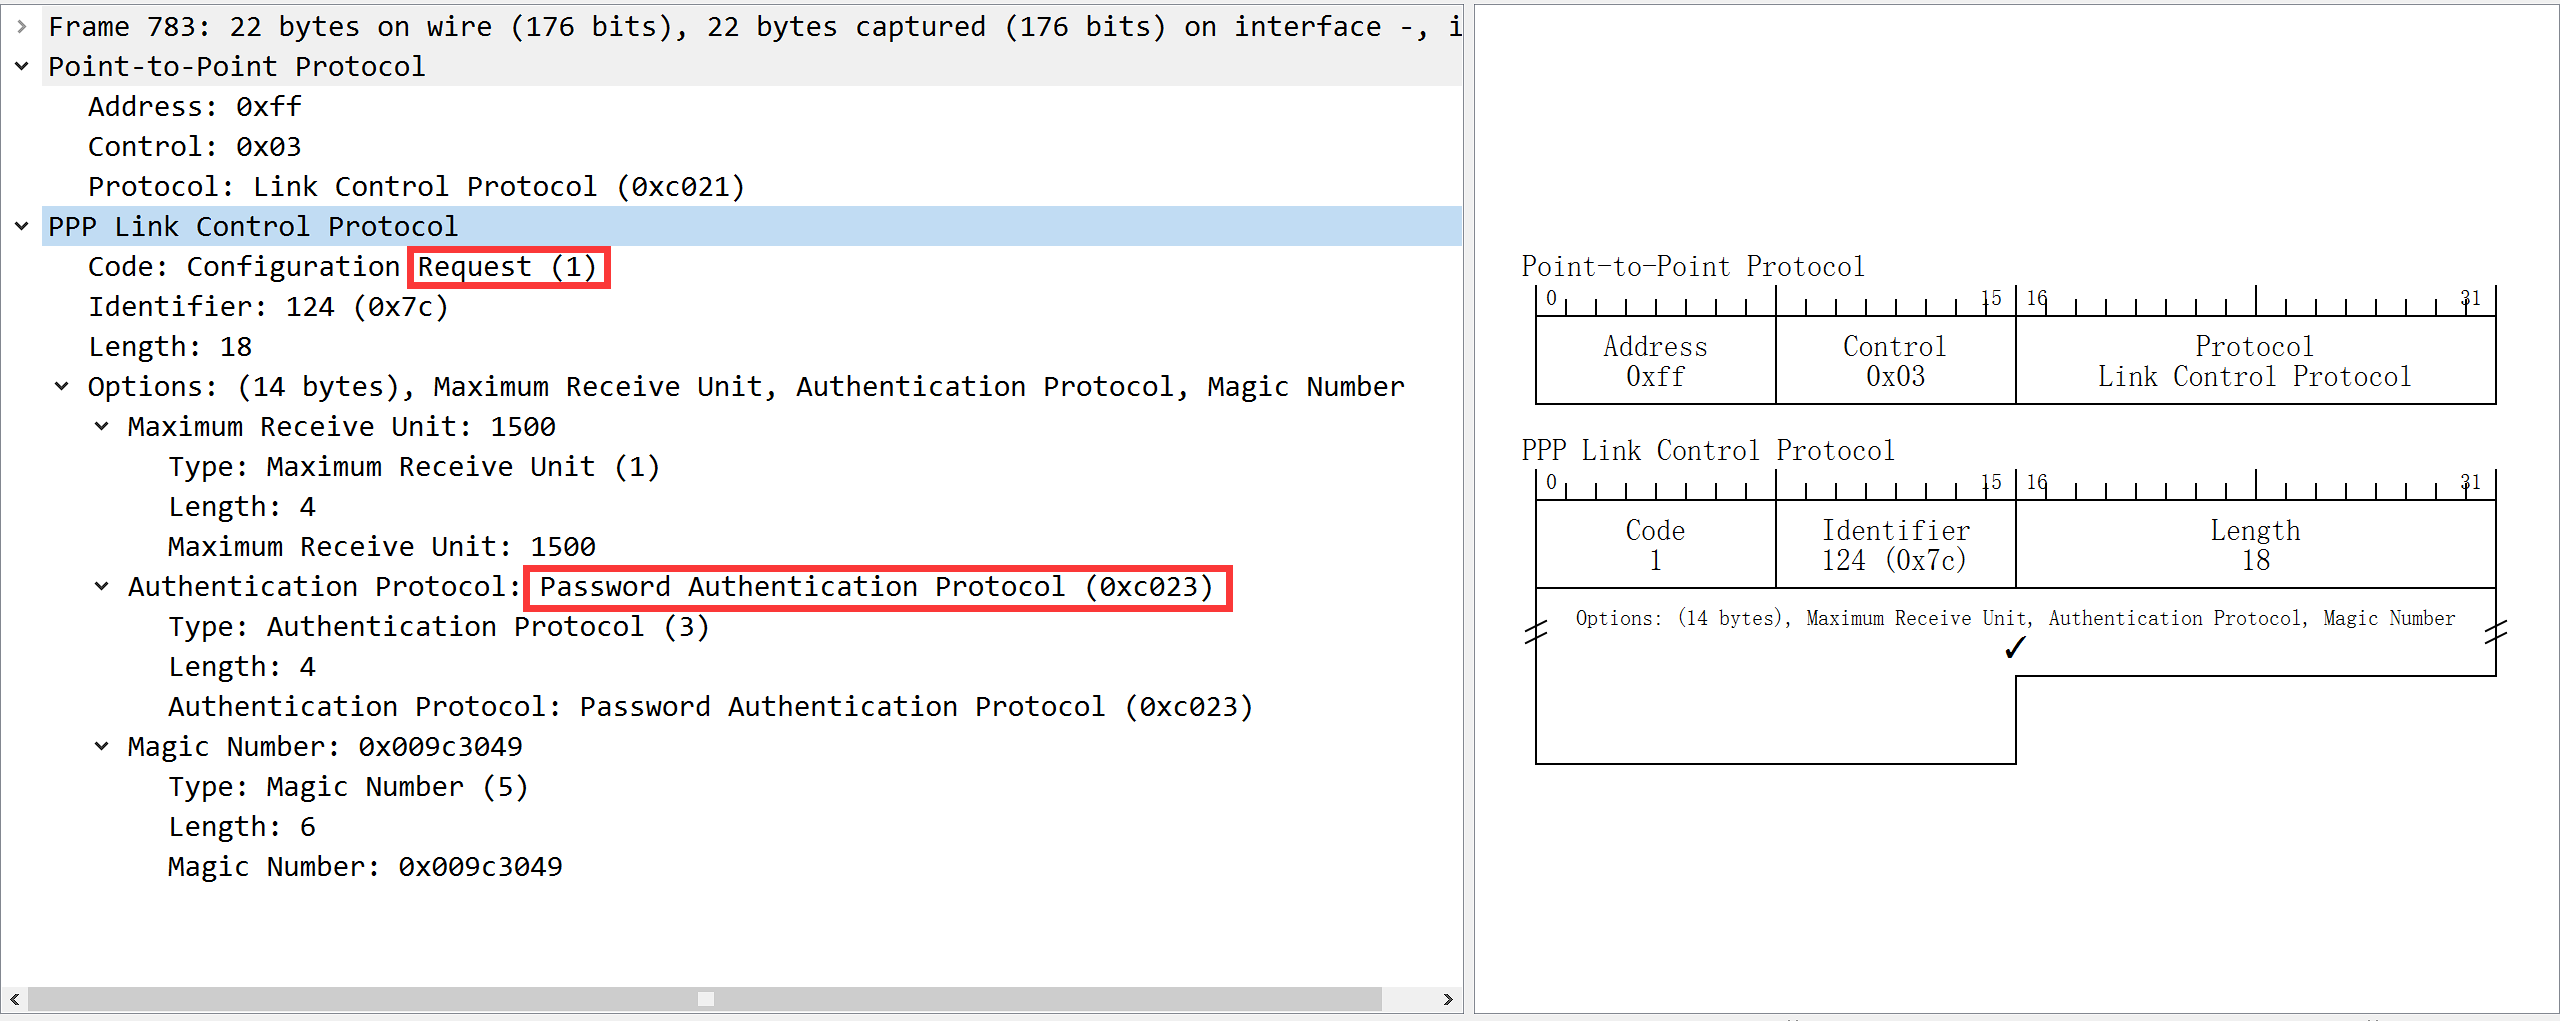 Frame 783: 22 bytes on wire (176 bits), 22 bytes captured (176 bits) on interface -, i
Point-to-Point Protocol
Address: 0xff
Control: 0x03
Protocol: Link Control Protocol (0xc021)
PPP Link Control Protocol
Code: Configuration Request (1)
Identifier: 124 (0x7c)
Length: 18
Options: (14 bytes), Maximum Receive Unit, Authentication Protocol, Magic Number
Maximum Receive Unit: 1500
Type: Maximum Receive Unit (1)
Length: 4
Maximum Receive Unit: 1500
Authentication Protocol: Password Authentication Protocol (0xc023)
Type: Authentication Protocol (3)
Length: 4
Authentication Protocol: Password Authentication Protocol (0xc023)
Magic Number: 0x009c3049
Type: Magic Number (5)
Length: 6
Magic Number: 0x009c3049
Point-to-Point Protocol
0 15 16 31
Address Control Protocol
0xff 0x03 Link Control Protocol
PPP Link Control Protocol
0 15 16 31
Code Identifier Length
1 124 (0x7c) 18
Options: (14 bytes), Maximum Receive Unit, Authentication Protocol, Magic Number
✓